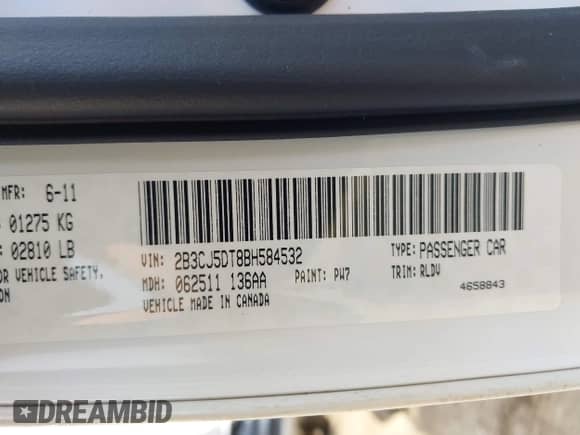 MFR: 6-11
01275 KG
02810 LB
OR VEHICLE SAFETY,
ON
VIN: 2B3CJ5DT8BH584532
TYPE: PASSENGER CAR
MDH: 062511 136AA
PAINT: PW7
TRIM: RLDV
VEHICLE MADE IN CANADA
4658843
DREAMBID